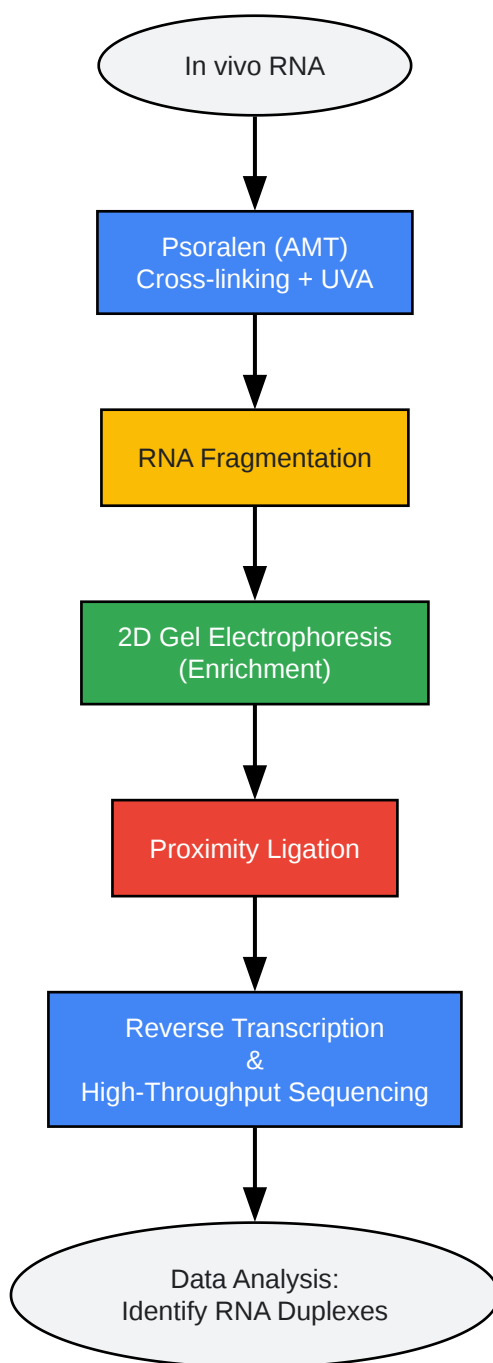 In vivo RNA
Psoralen (AMT)
Cross-linking + UVA
RNA Fragmentation
2D Gel Electrophoresis
(Enrichment)
Proximity Ligation
Reverse Transcription
&
High-Throughput Sequencing
Data Analysis:
Identify RNA Duplexes